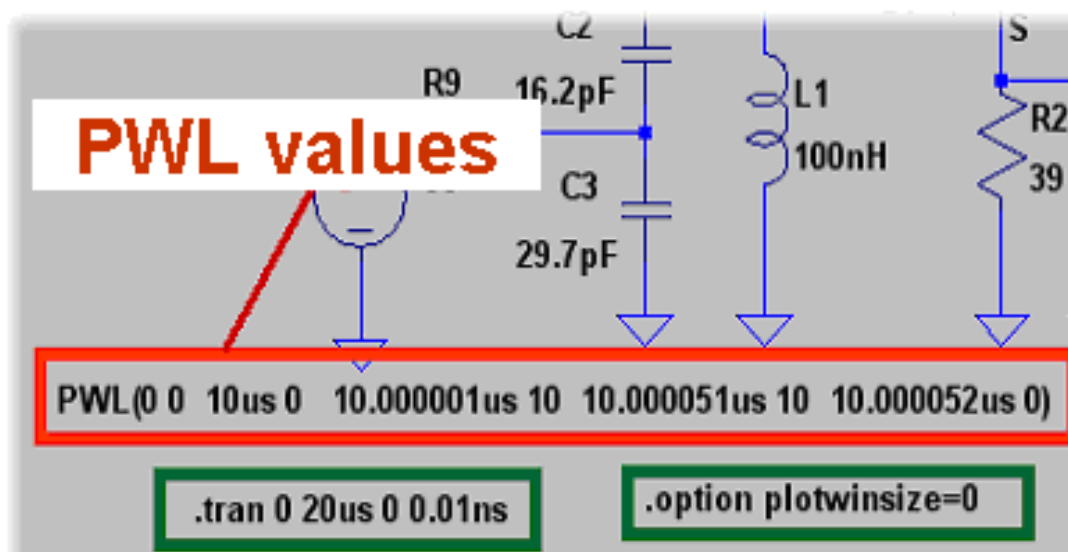 C2
S
R9
16.2pF
L1
R2
PWL values
100nH
39
C3
29.7pF
PWL(0 0 10us 0 10.000001us 10 10.000051us 10 10.000052us 0)
.tran 0 20us 0 0.01ns
.option plotwinsize=0